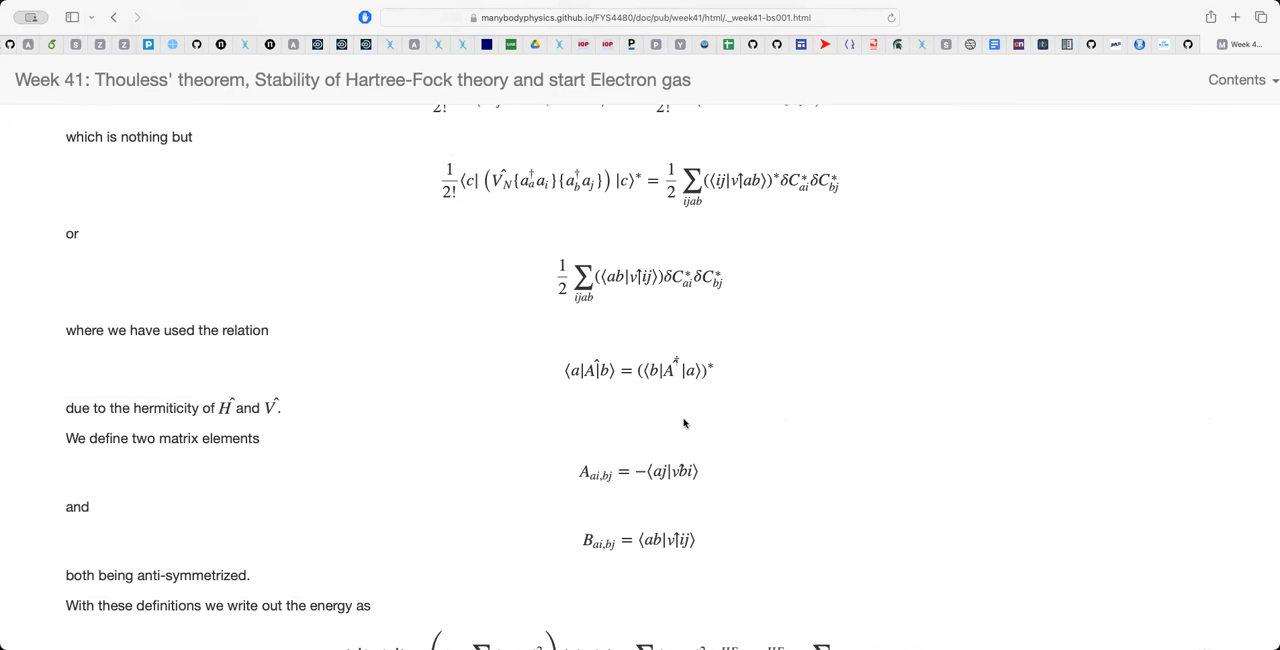 manybodyphysics.github.io/FYS4480/doc/pub/week41/html/._week41-bs001.html
Week 4...
Week 41: Thouless' theorem, Stability of Hartree-Fock theory and start Electron gas
Contents
2!
2!
which is nothing but
1/2! ⟨c| (V̂_N{a_a^† a_i}{a_b^† a_j}) |c⟩* = 1/2 ∑_{ijab} (⟨ij|v̂|ab⟩)* δC*_{ai} δC*_{bj}
or
1/2 ∑_{ijab} (⟨ab|v̂|ij⟩) δC*_{ai} δC*_{bj}
where we have used the relation
⟨a|Â|b⟩ = (⟨b|Â^†|a⟩)*
due to the hermiticity of Ĥ and V̂.
We define two matrix elements
A_{ai,bj} = −⟨aj|v̂|bi⟩
and
B_{ai,bj} = ⟨ab|v̂|ij⟩
both being anti-symmetrized.
With these definitions we write out the energy as